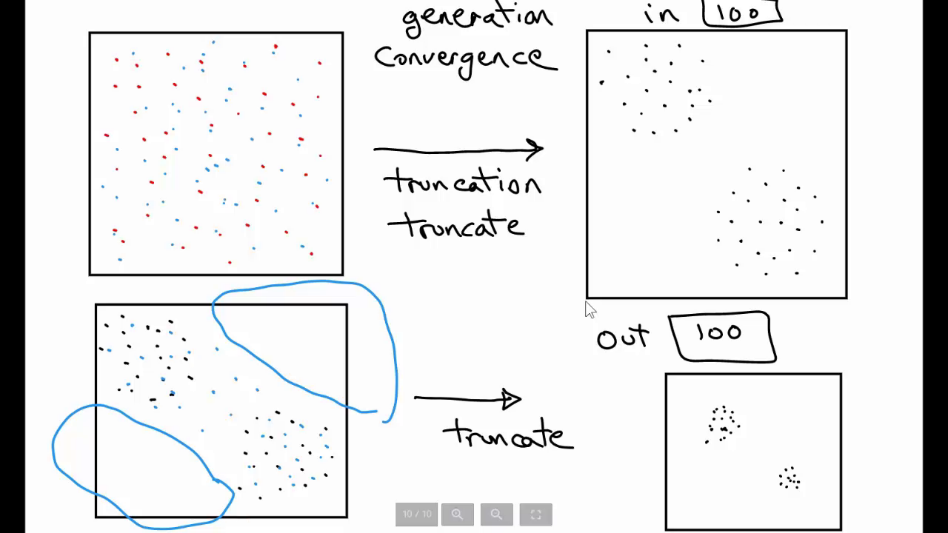 generation
in 100
Convergence
truncation
truncate
out 100
truncate
10 / 10